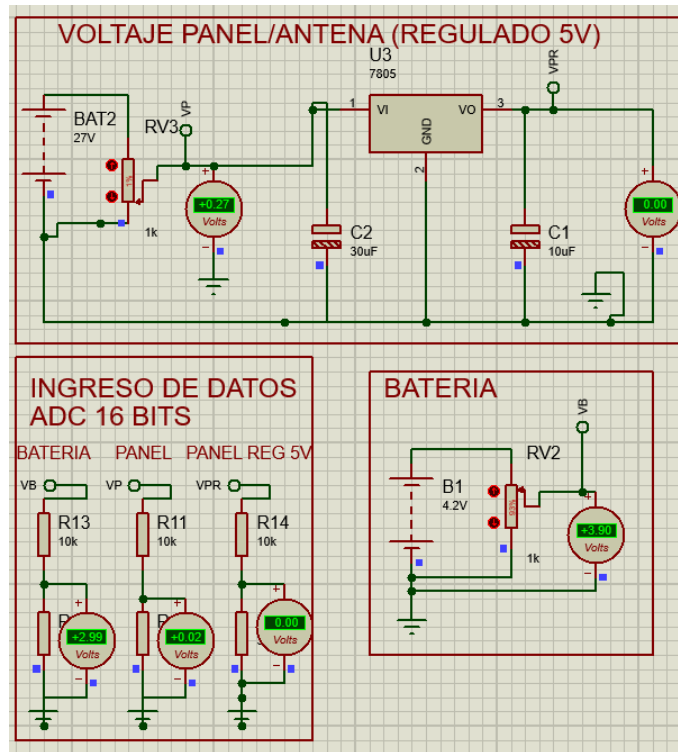 VOLTAJE PANEL/ANTENA (REGULADO 5V)
U3
7805
VPR
BAT2
27V
RV3
VP
1
VI
VO
3
GND
2
1%
+0.27
Volts
1k
C2
30uF
C1
10uF
0.00
Volts
INGRESO DE DATOS
ADC 16 BITS
BATERIA
PANEL
PANEL REG 5V
VB
VP
VPR
R13
10k
R11
10k
R14
10k
R
+2.99
Volts
R
+0.02
Volts
0.00
Volts
BATERIA
VB
RV2
B1
4.2V
93%
+3.90
Volts
1k